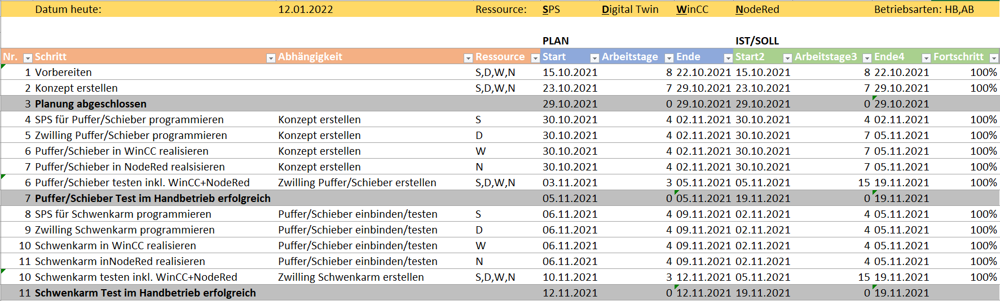 Datum heute: 12.01.2022 Ressource: SPS Digital Twin WinCC NodeRed Betriebsarten: HB,AB
PLAN IST/SOLL
Nr. Schritt Abhängigkeit Ressource Start Arbeitstage Ende Start2 Arbeitstage3 Ende4 Fortschritt
1 Vorbereiten S,D,W,N 15.10.2021 8 22.10.2021 15.10.2021 8 22.10.2021 100%
2 Konzept erstellen S,D,W,N 23.10.2021 7 29.10.2021 23.10.2021 7 29.10.2021 100%
3 Planung abgeschlossen 29.10.2021 0 29.10.2021 29.10.2021 0 29.10.2021
4 SPS für Puffer/Schieber programmieren Konzept erstellen S 30.10.2021 4 02.11.2021 30.10.2021 4 02.11.2021 100%
5 Zwilling Puffer/Schieber programmieren Konzept erstellen D 30.10.2021 4 02.11.2021 30.10.2021 7 05.11.2021 100%
6 Puffer/Schieber in WinCC realisieren Konzept erstellen W 30.10.2021 4 02.11.2021 30.10.2021 7 05.11.2021 100%
7 Puffer/Schieber in NodeRed realsisieren Konzept erstellen N 30.10.2021 4 02.11.2021 30.10.2021 7 05.11.2021 100%
6 Puffer/Schieber testen inkl. WinCC+NodeRed Zwilling Puffer/Schieber erstellen S,D,W,N 03.11.2021 3 05.11.2021 05.11.2021 15 19.11.2021 100%
7 Puffer/Schieber Test im Handbetrieb erfolgreich 05.11.2021 0 05.11.2021 19.11.2021 0 19.11.2021
8 SPS für Schwenkarm programmieren Puffer/Schieber einbinden/testen S 06.11.2021 4 09.11.2021 02.11.2021 4 05.11.2021 100%
9 Zwilling Schwenkarm programmieren Puffer/Schieber einbinden/testen D 06.11.2021 4 09.11.2021 02.11.2021 4 05.11.2021 100%
10 Schwenkarm in WinCC realisieren Puffer/Schieber einbinden/testen W 06.11.2021 4 09.11.2021 02.11.2021 4 05.11.2021 100%
11 Schwenkarm inNodeRed realisieren Puffer/Schieber einbinden/testen N 06.11.2021 4 09.11.2021 02.11.2021 4 05.11.2021 100%
10 Schwenkarm testen inkl. WinCC+NodeRed Zwilling Schwenkarm erstellen S,D,W,N 10.11.2021 3 12.11.2021 05.11.2021 15 19.11.2021 100%
11 Schwenkarm Test im Handbetrieb erfolgreich 12.11.2021 0 12.11.2021 19.11.2021 0 19.11.2021